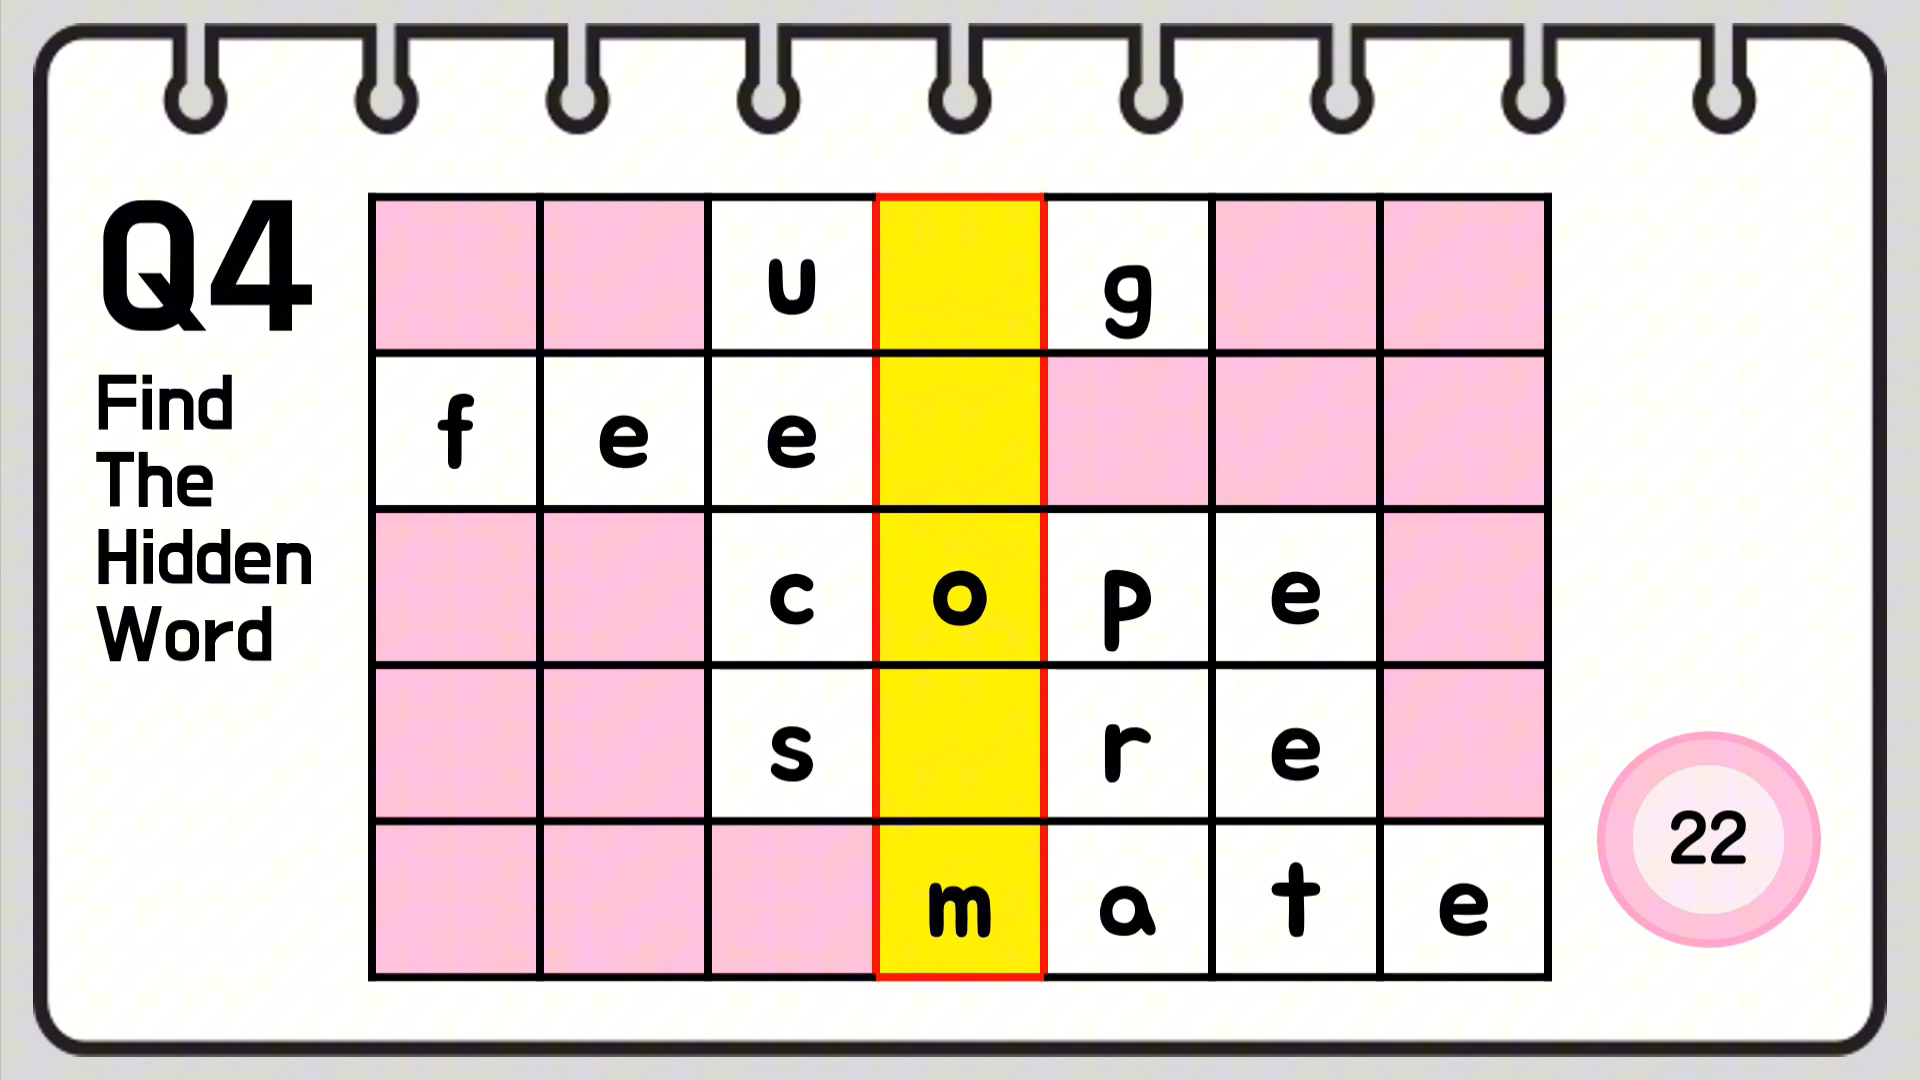 Q4
Find
The
Hidden
Word
u g
f e e
c o p e
s r e
m a t e
22